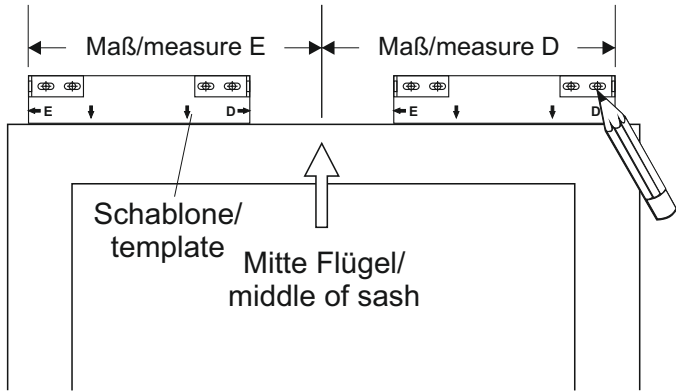 Maß/measure E
Maß/measure D
E
D
E
D
Schablone/
template
Mitte Flügel/
middle of sash